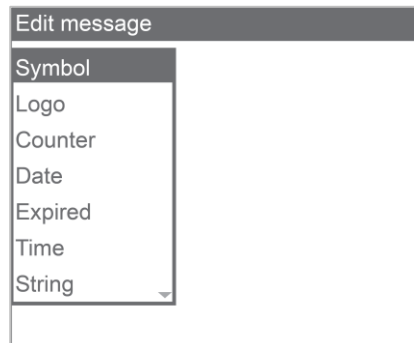 Edit message
Symbol
Logo
Counter
Date
Expired
Time
String